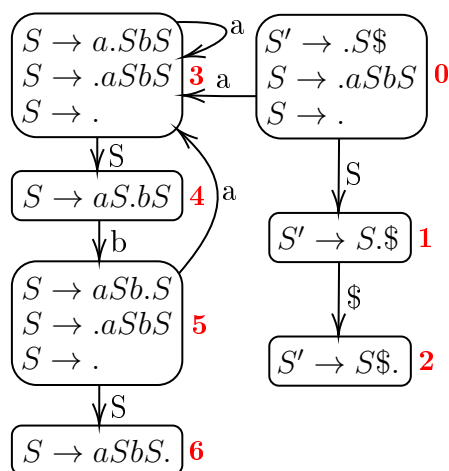 S → a.SbS
S → .aSbS
S → .
3
a
S' → .S$
S → .aSbS
S → .
0
a
S
S
S → aS.bS
4
a
S' → S.$
1
b
S → aSb.S
S → .aSbS
S → .
5
$
S' → S$.
2
S
S → aSbS.
6